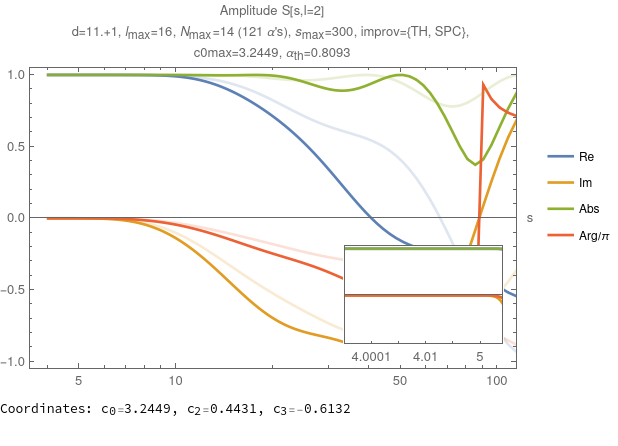 Amplitude S[s,l=2]
d=11.+1, lmax=16, Nmax=14 (121 α's), smax=300, improv={TH, SPC},
c0max=3.2449, αth=0.8093
1.0
0.5
0.0
-0.5
-1.0
s
Re
Im
Abs
Arg/π
4.0001 4.01 5
5 10 50 100
Coordinates: c0=3.2449, c2=0.4431, c3=-0.6132